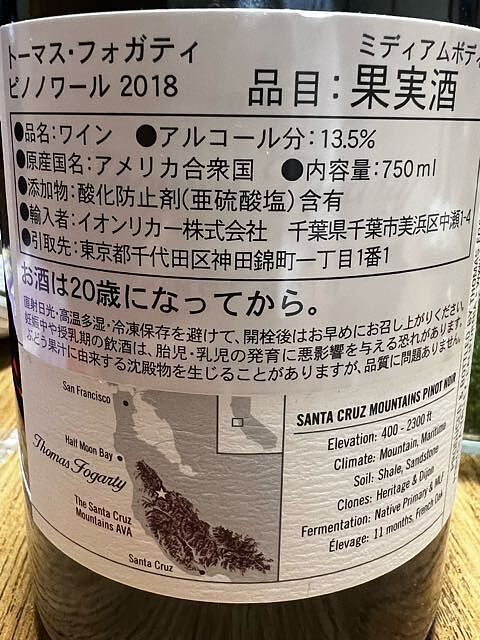 トーマス・フォガティ
ミディアムボディ
ピノノワール 2018
品目：果実酒
●品名：ワイン ●アルコール分：13.5%
●原産国名：アメリカ合衆国 ●内容量：750ml
●添加物：酸化防止剤(亜硫酸塩)含有
●輸入者：イオンリカー株式会社 千葉県千葉市美浜区中瀬1-4
●引取先：東京都千代田区神田錦町一丁目1番1
お酒は20歳になってから。
直射日光・高温多湿・冷凍保存を避けて、開栓後はお早めにお召し上がりください。
妊娠中や授乳期の飲酒は、胎児・乳児の発育に悪影響を与える恐れがあります。
ぶどう果汁に由来する沈殿物を生じることがありますが、品質に問題ありません。
San Francisco
Half Moon Bay
Thomas Fogarty
The Santa Cruz
Mountains AVA
Santa Cruz
SANTA CRUZ MOUNTAINS PINOT NOIR
Elevation: 400 - 2300 ft
Climate: Mountain, Maritime
Soil: Shale, Sandstone
Clones: Heritage & Dijon
Fermentation: Native Primary & MLF
Élevage: 11 months, French Oak